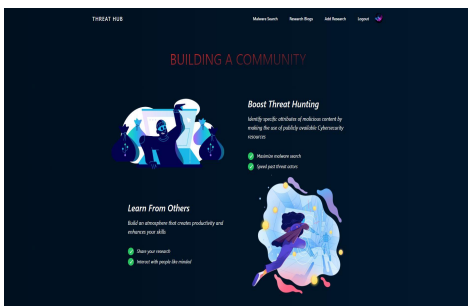 THREAT HUB
Malware Search Research Blogs Add Research Logout
BUILDING A COMMUNITY
Boost Threat Hunting
Identify specific attributes of malicious content by
making the use of publicly available Cybersecurity
resources
Maximize malware search
Speed past threat actors
Learn From Others
Build an atmosphere that creates productivity and
enhances your skills
Share your research
Interact with people like minded